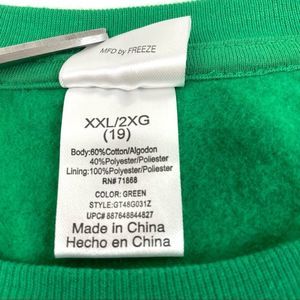 MFD by FREEZE
XXL/2XG
(19)
Body:60%Cotton/Algodon
40%Polyester/Poliester
Lining:100%Polyester/Poliester
RN# 71868
COLOR: GREEN
STYLE:GT48G031Z
UPC# 887648844827
Made in China
Hecho en China